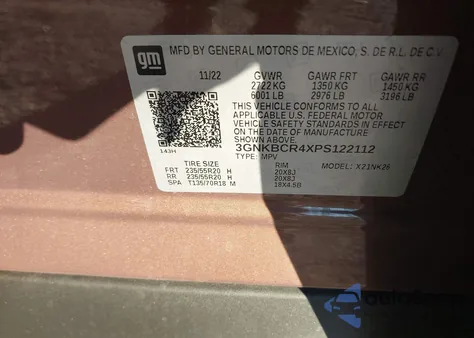 gm
MFD BY GENERAL MOTORS DE MEXICO, S. DE R.L. DE C.V.
11/22 GVWR GAWR FRT GAWR RR
2722 KG 1350 KG 1450 KG
6001 LB 2976 LB 3196 LB
THIS VEHICLE CONFORMS TO ALL
APPLICABLE U.S. FEDERAL MOTOR
VEHICLE SAFETY STANDARDS IN EFFECT
ON THE DATE OF MANUFACTURE
SHOWN ABOVE.
3GNKBCR4XPS122112
143H TYPE: MPV
TIRE SIZE RIM MODEL: X21NK26
FRT 235/55R20 H 20X8J
RR 235/55R20 H 20X8J
SPA T135/70R18 M 18X4.5B